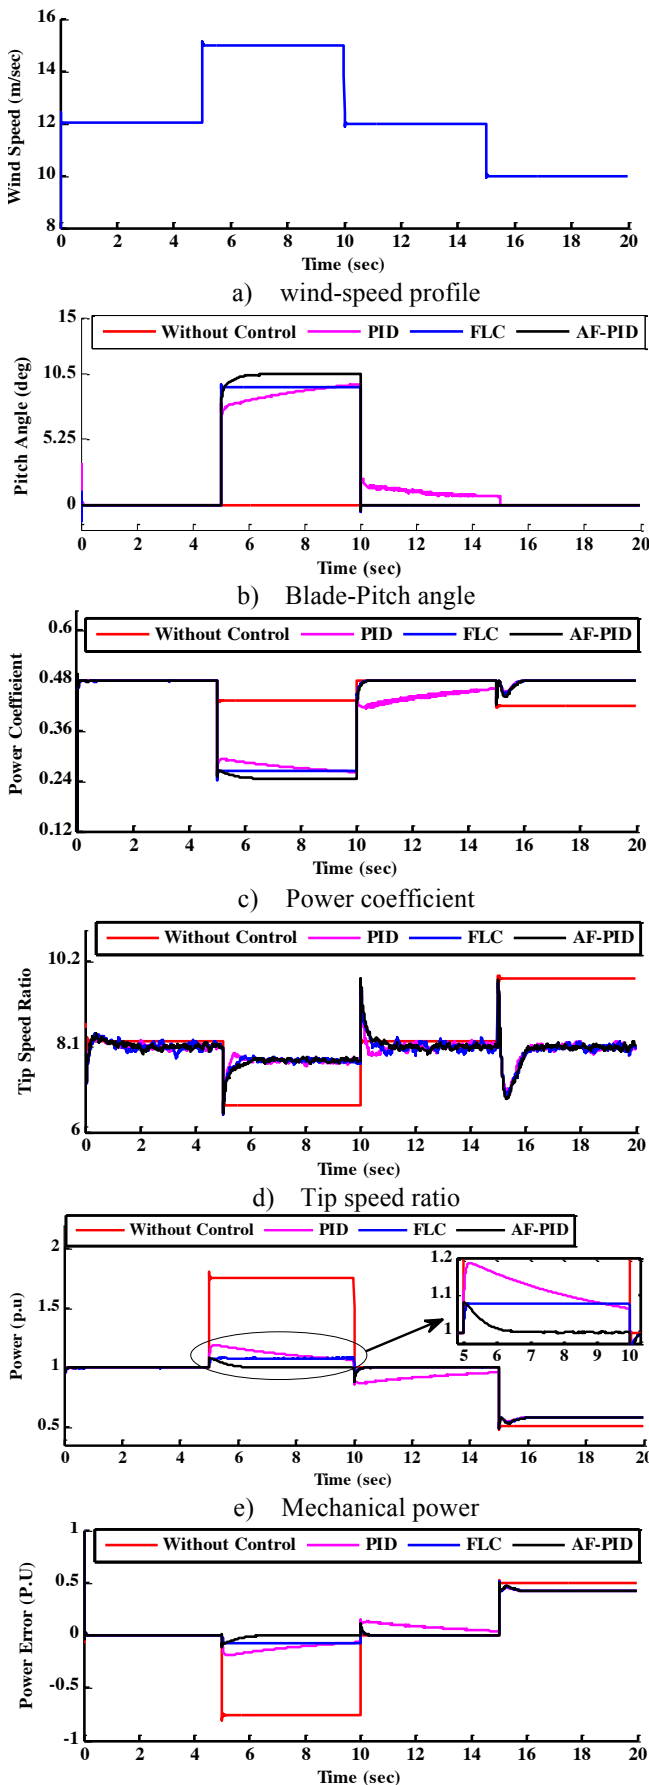 16
14
12
10
8
Wind Speed (m/sec)
0 2 4 6 8 10 12 14 16 18 20
Time (sec)
a) wind-speed profile
Without Control PID FLC AF-PID
15
10.5
5.25
0
Pitch Angle (deg)
0 2 4 6 8 10 12 14 16 18 20
Time (sec)
b) Blade-Pitch angle
Without Control PID FLC AF-PID
0.6
0.48
0.36
0.24
0.12
Power Coefficient
0 2 4 6 8 10 12 14 16 18 20
Time (sec)
c) Power coefficient
Without Control PID FLC AF-PID
10.2
8.1
6
Tip Speed Ratio
0 2 4 6 8 10 12 14 16 18 20
Time (sec)
d) Tip speed ratio
Without Control PID FLC AF-PID
2
1.5
1
0.5
Power (p.u)
1.2
1.1
1
5 6 7 8 9 10
0 2 4 6 8 10 12 14 16 18 20
Time (sec)
e) Mechanical power
Without Control PID FLC AF-PID
1
0.5
0
-0.5
-1
Power Error (P.U)
0 2 4 6 8 10 12 14 16 18 20
Time (sec)